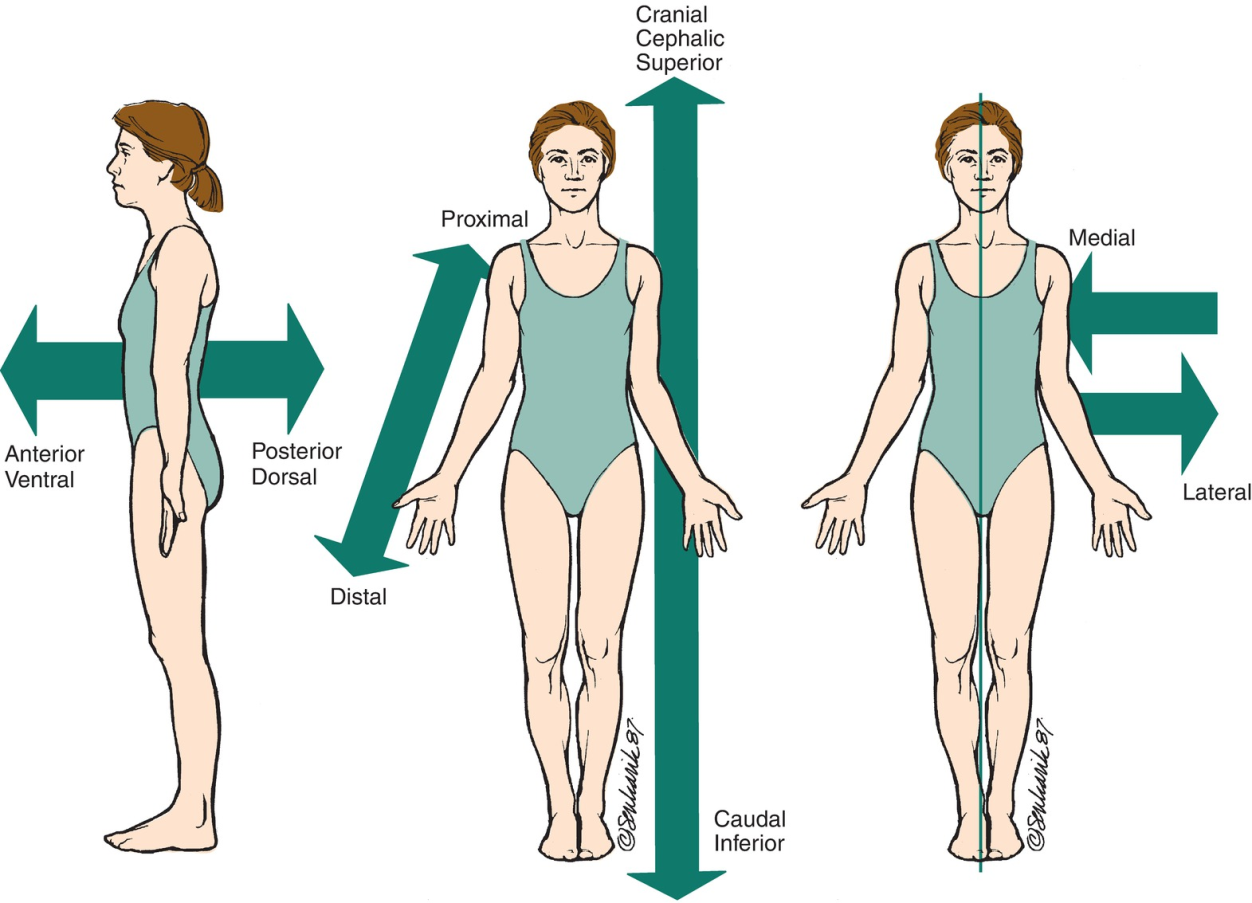 Cranial
Cephalic
Superior
Proximal
Medial
Anterior
Ventral
Posterior
Dorsal
Lateral
Distal
Caudal
Inferior